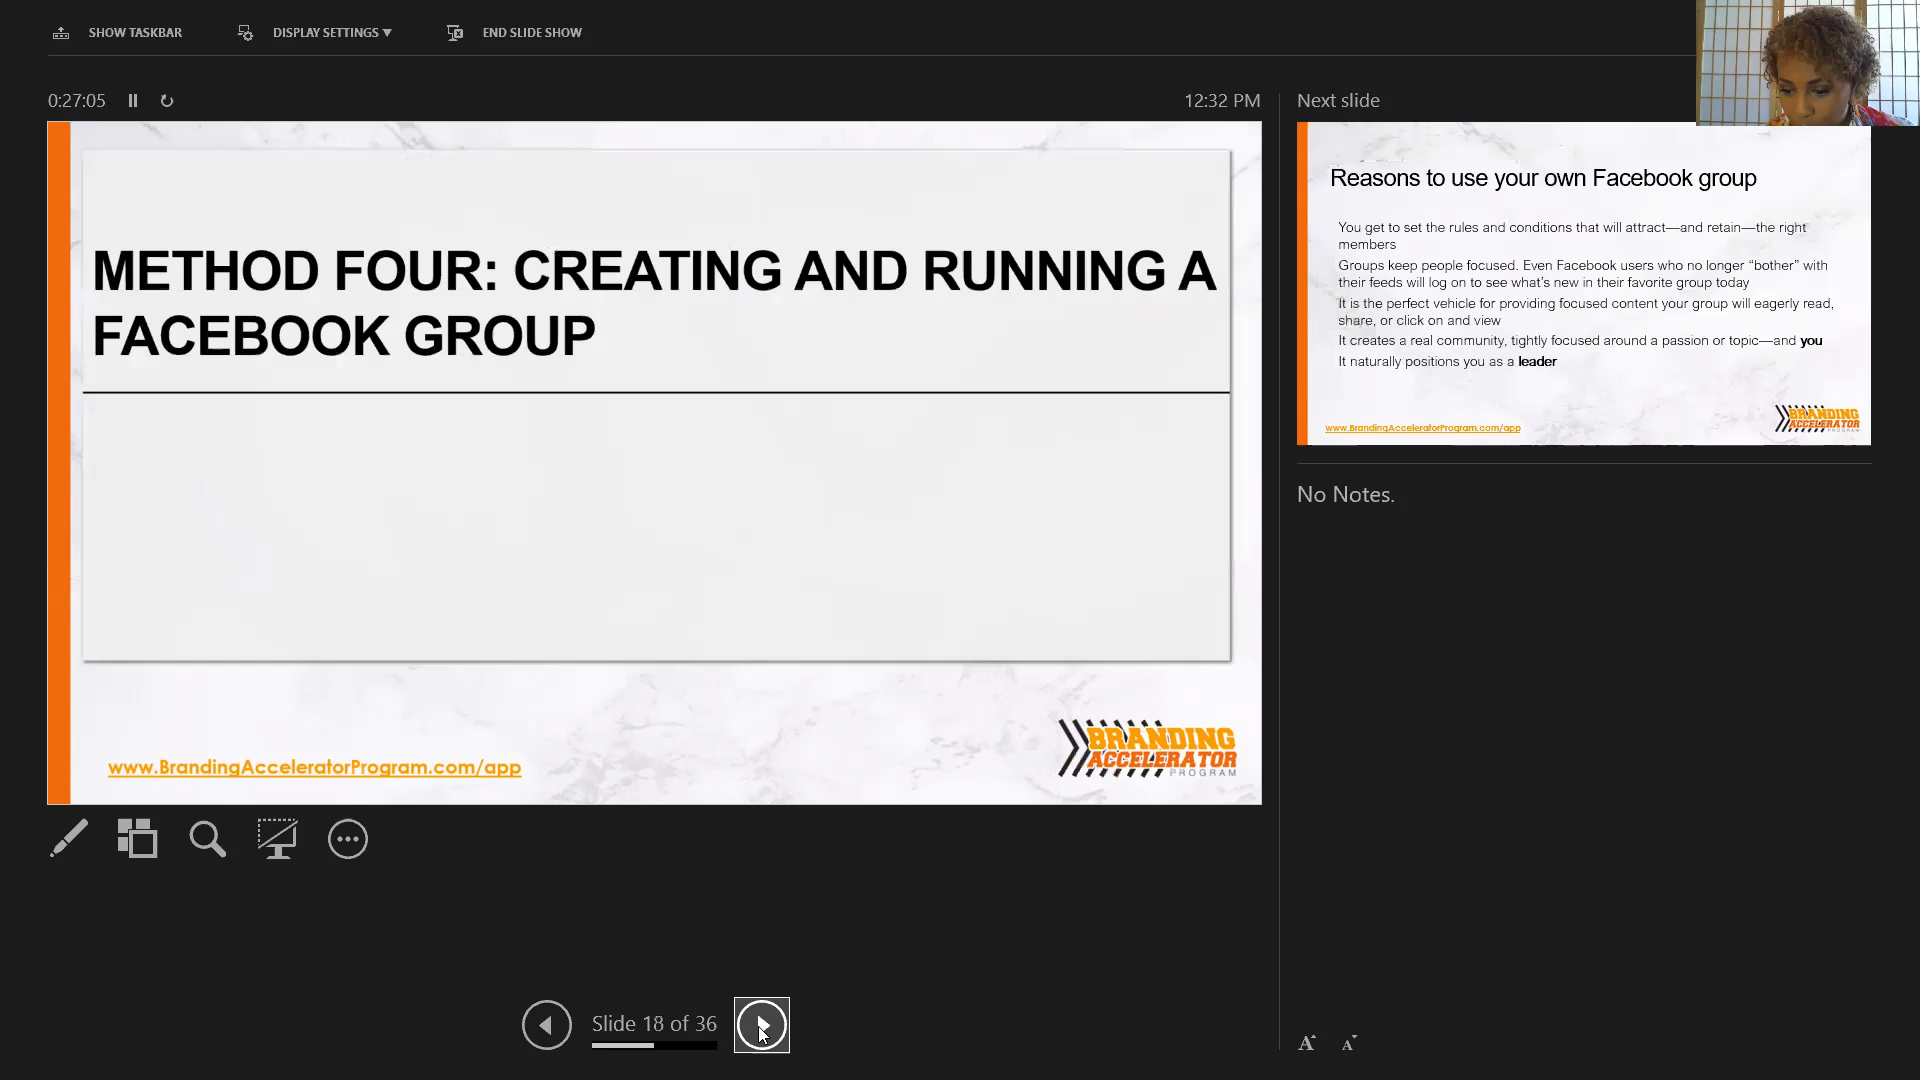 SHOW TASKBAR
DISPLAY SETTINGS ▼
END SLIDE SHOW
0:27:05
12:32 PM
METHOD FOUR: CREATING AND RUNNING A
FACEBOOK GROUP
www.BrandingAcceleratorProgram.com/app
BRANDING
ACCELERATOR
PROGRAM
Slide 18 of 36
Next slide
Reasons to use your own Facebook group
You get to set the rules and conditions that will attract—and retain—the right
members
Groups keep people focused. Even Facebook users who no longer “bother” with
their feeds will log on to see what’s new in their favorite group today
It is the perfect vehicle for providing focused content your group will eagerly read,
share, or click on and view
It creates a real community, tightly focused around a passion or topic—and you
It naturally positions you as a leader
www.BrandingAcceleratorProgram.com/app
BRANDING
ACCELERATOR
PROGRAM
No Notes.
A A